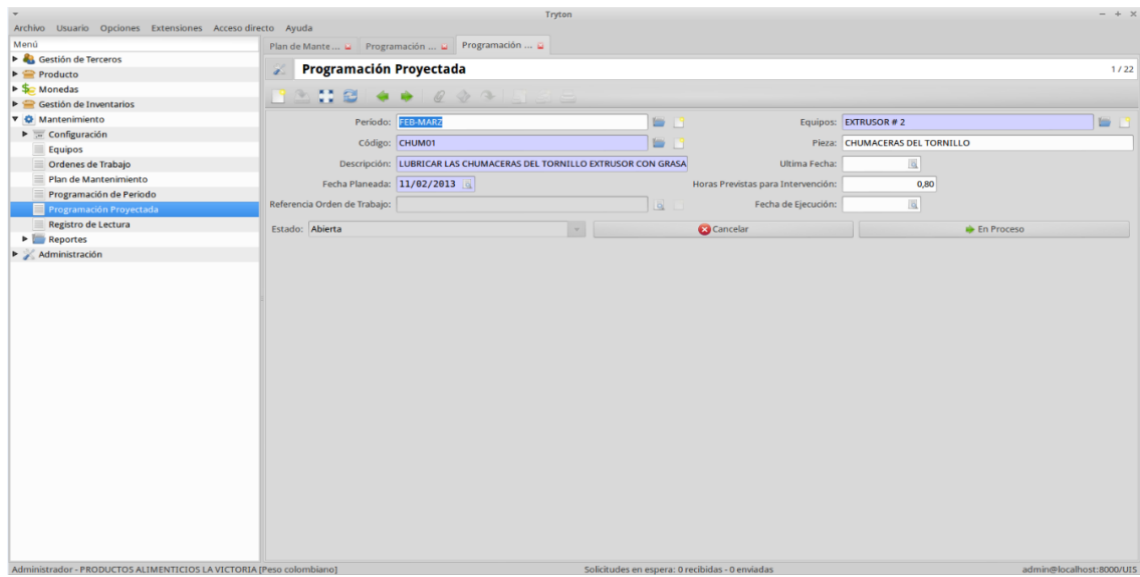 Tryton
Archivo Usuario Opciones Extensiones Acceso directo Ayuda
Menú
Gestión de Terceros
Producto
Monedas
Gestión de Inventarios
Mantenimiento
Configuración
Equipos
Ordenes de Trabajo
Plan de Mantenimiento
Programación de Periodo
Programación Proyectada
Registro de Lectura
Reportes
Administración
Plan de Mante... Programación ... Programación ...
Programación Proyectada 1 / 22
Período: FEB-MARZ Equipos: EXTRUSOR # 2
Código: CHUM01 Pieza: CHUMACERAS DEL TORNILLO
Descripción: LUBRICAR LAS CHUMACERAS DEL TORNILLO EXTRUSOR CON GRASA Ultima Fecha:
Fecha Planeada: 11/02/2013 Horas Previstas para Intervención: 0,80
Referencia Orden de Trabajo: Fecha de Ejecución:
Estado: Abierta Cancelar En Proceso
Administrador - PRODUCTOS ALIMENTICIOS LA VICTORIA [Peso colombiano] Solicitudes en espera: 0 recibidas - 0 enviadas admin@localhost:8000/UIS